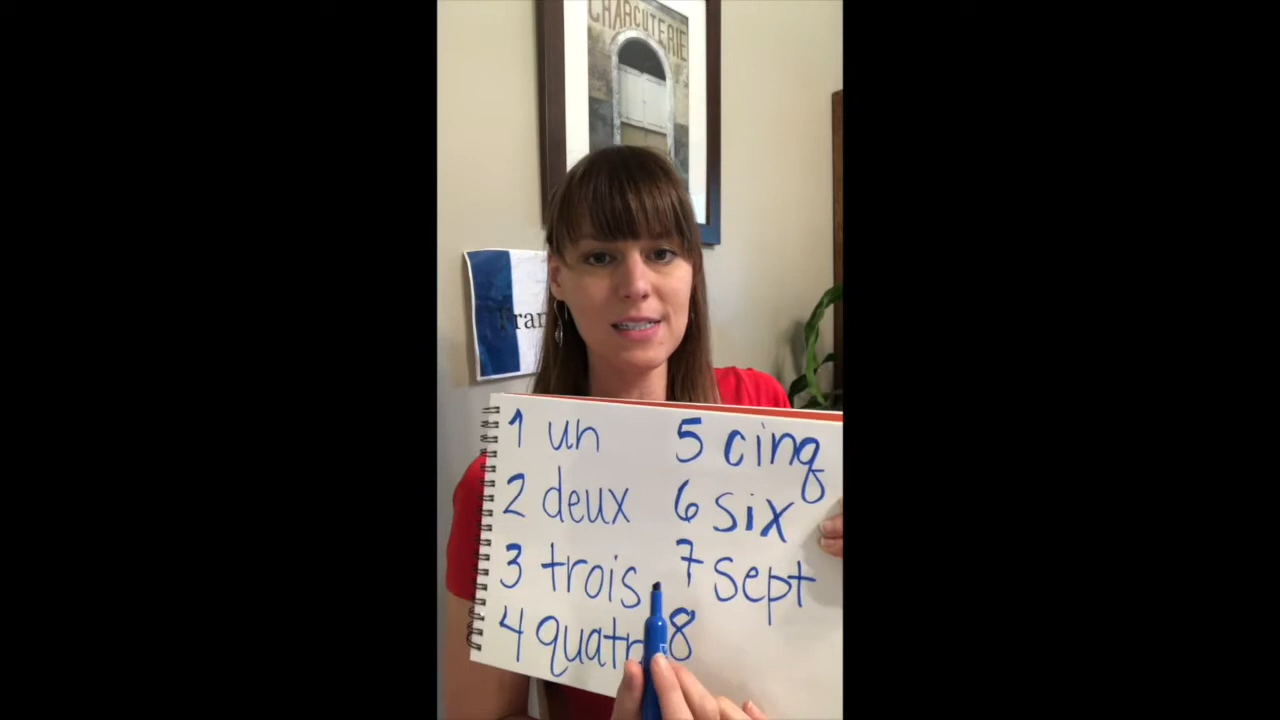 CHARCUTERIE
Fran
1 un
2 deux
3 trois
4 quatr
5 cinq
6 six
7 sept
8